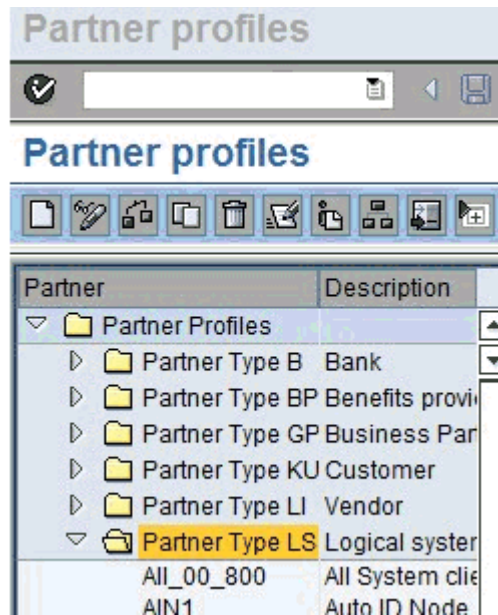 Partner profiles
Partner profiles
Partner Description
Partner Profiles
Partner Type B Bank
Partner Type BP Benefits provi
Partner Type GP Business Par
Partner Type KU Customer
Partner Type LI Vendor
Partner Type LS Logical system
All_00_800 All System clie
AIN1 Auto ID Node